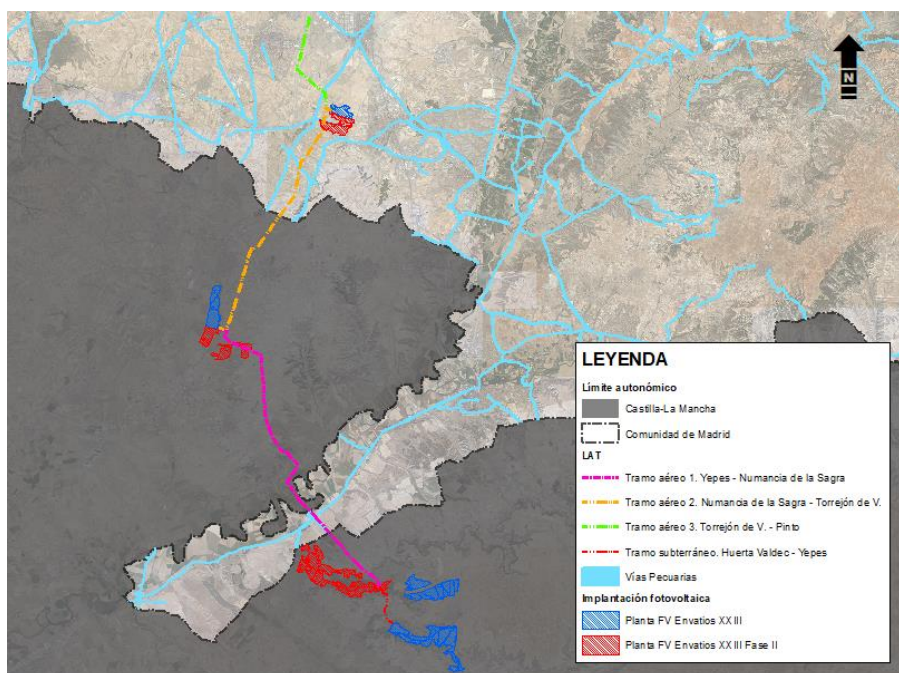 N
LEYENDA
Límite autonómico
Castilla-La Mancha
Comunidad de Madrid
LAT
Tramo aéreo 1. Yepes - Numancia de la Sagra
Tramo aéreo 2. Numancia de la Sagra - Torrejón de V.
Tramo aéreo 3. Torrejón de V. - Pinto
Tramo subterráneo. Huerta Valdec - Yepes
Vías Pecuarias
Implantación fotovoltaica
Planta FV Envatios XXIII
Planta FV Envatios XXIII Fase II